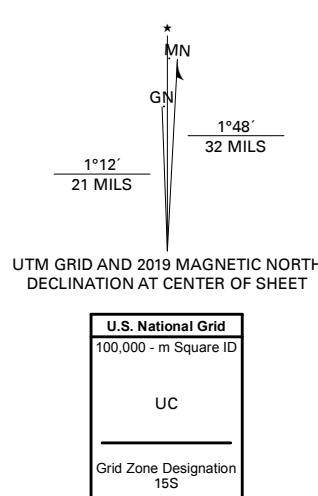 ★
MN
GN
1°48´
32 MILS
1°12´
21 MILS
UTM GRID AND 2019 MAGNETIC NORTH
DECLINATION AT CENTER OF SHEET
U.S. National Grid
100,000 - m Square ID
UC
Grid Zone Designation
15S